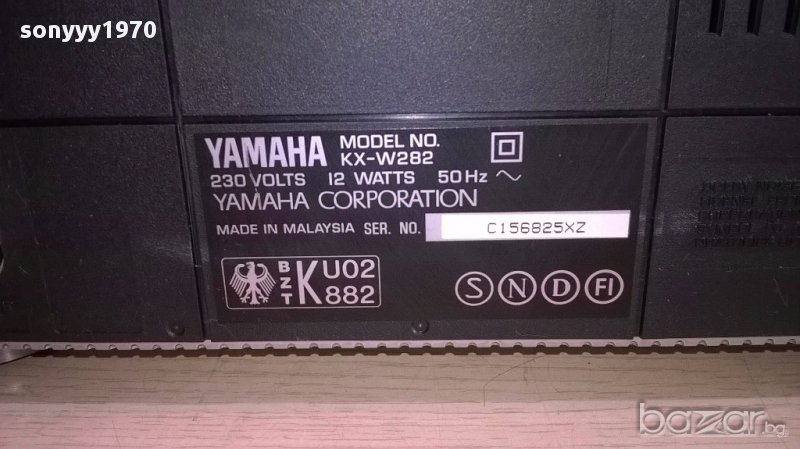 sonyyy1970
YAMAHA MODEL NO. KX-W282
230 VOLTS 12 WATTS 50 Hz
YAMAHA CORPORATION
MADE IN MALAYSIA SER. NO. C156825XZ
BZT K U02 882
S N D FI
bazar.bg